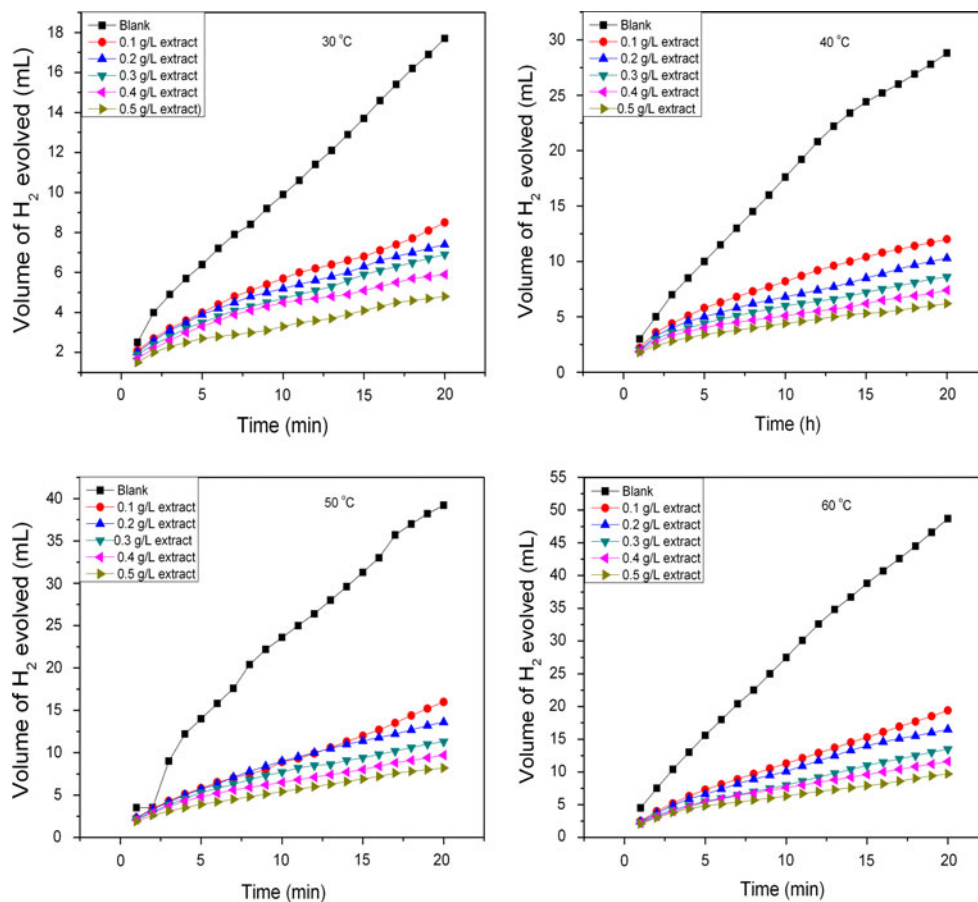 Blank
0.1 g/L extract
0.2 g/L extract
0.3 g/L extract
0.4 g/L extract
0.5 g/L extract)
30 °C
18
16
14
12
10
8
6
4
2
Volume of H₂ evolved (mL)
0 5 10 15 20
Time (min)
Blank
0.1 g/L extract
0.2 g/L extract
0.3 g/L extract
0.4 g/L extract
0.5 g/L extract
40 °C
30
25
20
15
10
5
0
Volume of H₂ evolved (mL)
0 5 10 15 20
Time (h)
Blank
0.1 g/L extract
0.2 g/L extract
0.3 g/L extract
0.4 g/L extract
0.5 g/L extract
50 °C
40
35
30
25
20
15
10
5
0
Volume of H₂ evolved (mL)
0 5 10 15 20
Time (min)
Blank
0.1 g/L extract
0.2 g/L extract
0.3 g/L extract
0.4 g/L extract
0.5 g/L extract
60 °C
55
50
45
40
35
30
25
20
15
10
5
0
Volume of H₂ evolved (mL)
0 5 10 15 20
Time (min)